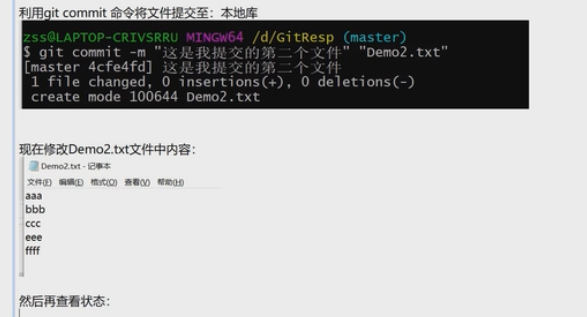 利用git commit 命令将文件提交至：本地库
zss@LAPTOP-CRIVSRRU MINGW64 /d/GitResp (master)
$ git commit -m "这是我提交的第二个文件" "Demo2.txt"
[master 4cfe4fd] 这是我提交的第二个文件
1 file changed, 0 insertions(+), 0 deletions(-)
create mode 100644 Demo2.txt
现在修改Demo2.txt文件中内容：
Demo2.txt - 记事本
文件(F) 编辑(E) 格式(O) 查看(V) 帮助(H)
aaa
bbb
ccc
eee
ffff
然后再查看状态：